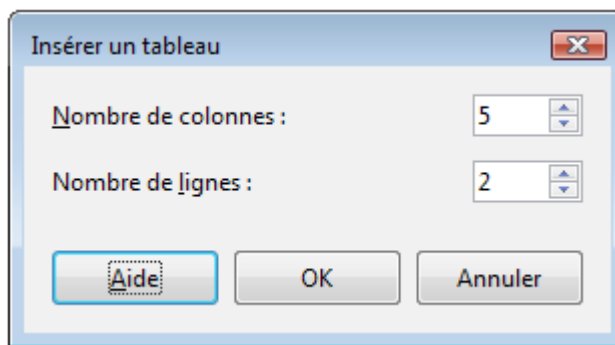 Insérer un tableau
Nombre de colonnes : 5
Nombre de lignes : 2
Aide OK Annuler